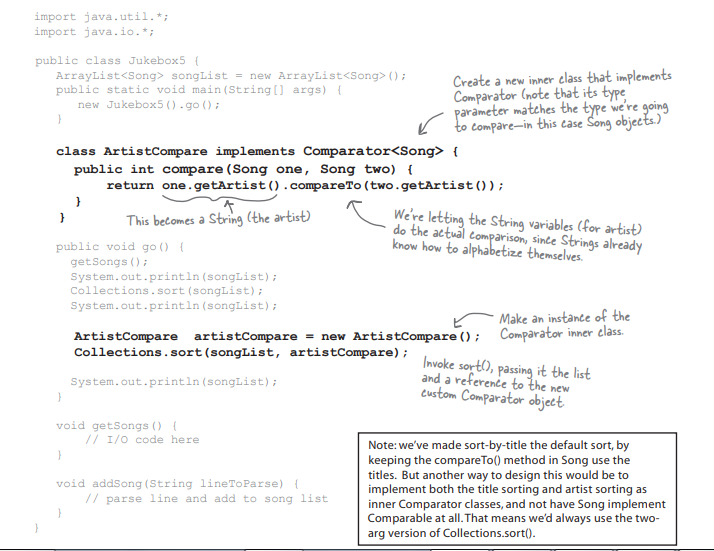 import java.util.*;
import java.io.*;
public class Jukebox5 {
ArrayList<Song> songList = new ArrayList<Song>();
public static void main(String[] args) {
new Jukebox5().go();
}
Create a new inner class that implements
Comparator (note that its type
parameter matches the type we're going
to compare—in this case Song objects.)
class ArtistCompare implements Comparator<Song> {
public int compare(Song one, Song two) {
return one.getArtist().compareTo(two.getArtist());
}
}
This becomes a String (the artist)
We're letting the String variables (for artist)
do the actual comparison, since Strings already
know how to alphabetize themselves.
public void go() {
getSongs();
System.out.println(songList);
Collections.sort(songList);
System.out.println(songList);
ArtistCompare artistCompare = new ArtistCompare();
Collections.sort(songList, artistCompare);
Make an instance of the
Comparator inner class.
System.out.println(songList);
}
Invoke sort(), passing it the list
and a reference to the new
custom Comparator object.
void getSongs() {
// I/O code here
}
void addSong(String lineToParse) {
// parse line and add to song list
}
}
Note: we've made sort-by-title the default sort, by
keeping the compareTo() method in Song use the
titles. But another way to design this would be to
implement both the title sorting and artist sorting as
inner Comparator classes, and not have Song implement
Comparable at all. That means we'd always use the two-
arg version of Collections.sort().